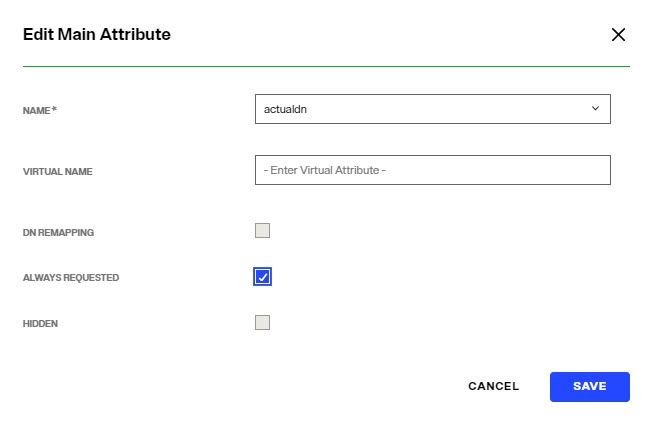 Edit Main Attribute
NAME*
actualdn
VIRTUAL NAME
- Enter Virtual Attribute -
DN REMAPPING
ALWAYS REQUESTED
HIDDEN
CANCEL
SAVE